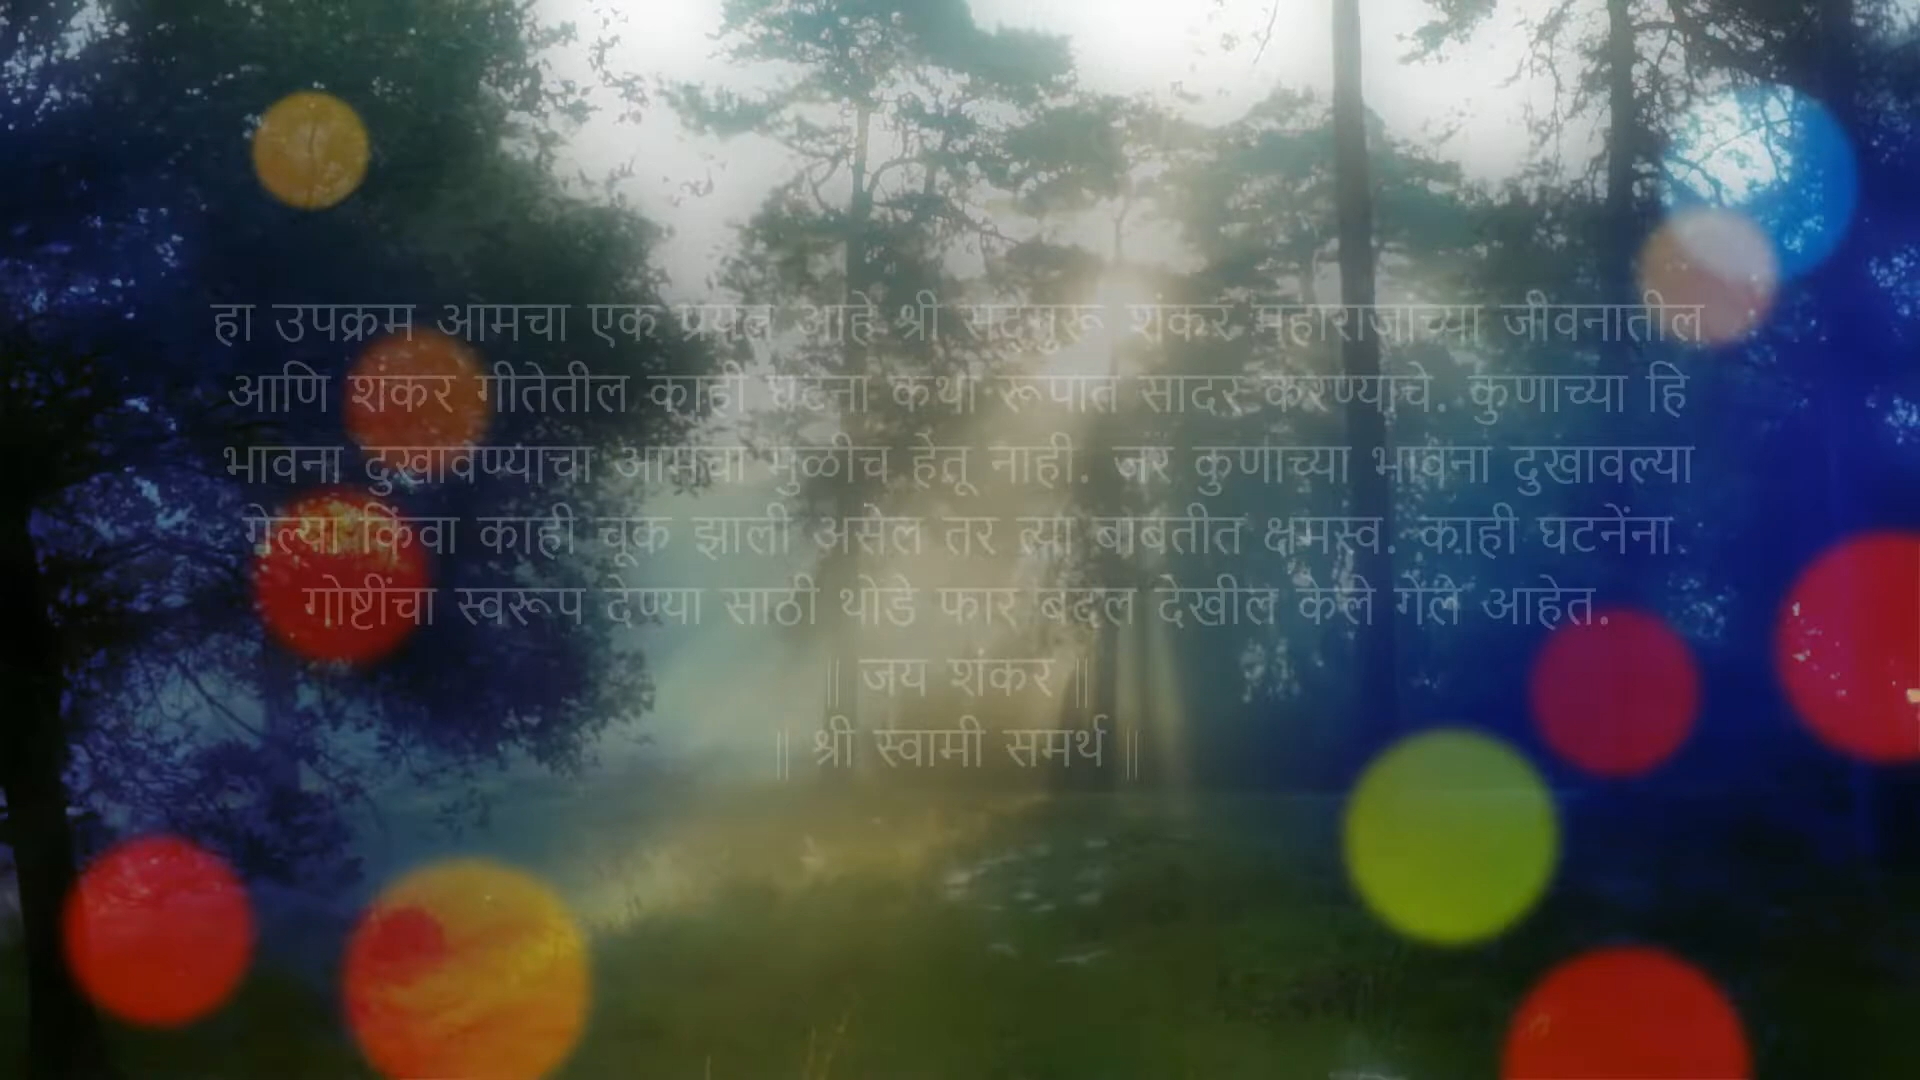 हा उपक्रम आमचा एक प्रयत्न आहे श्री सद्गुरू शंकर महाराजांच्या जीवनातील
आणि शंकर गीतेतील काही घटना कथा रूपात सादर करण्याचे. कुणाच्या हि
भावना दुखावण्याचा आमचा मुळीच हेतू नाही. जर कुणाच्या भावना दुखावल्या
गेल्या किंवा काही चूक झाली असेल तर त्या बाबतीत क्षमस्व. काही घटनेंना
गोष्टींच स्वरूप देण्या साठी थोडे फार बदल देखील केले गेले आहेत.
॥ जय शंकर ॥
॥ श्री स्वामी समर्थ ॥